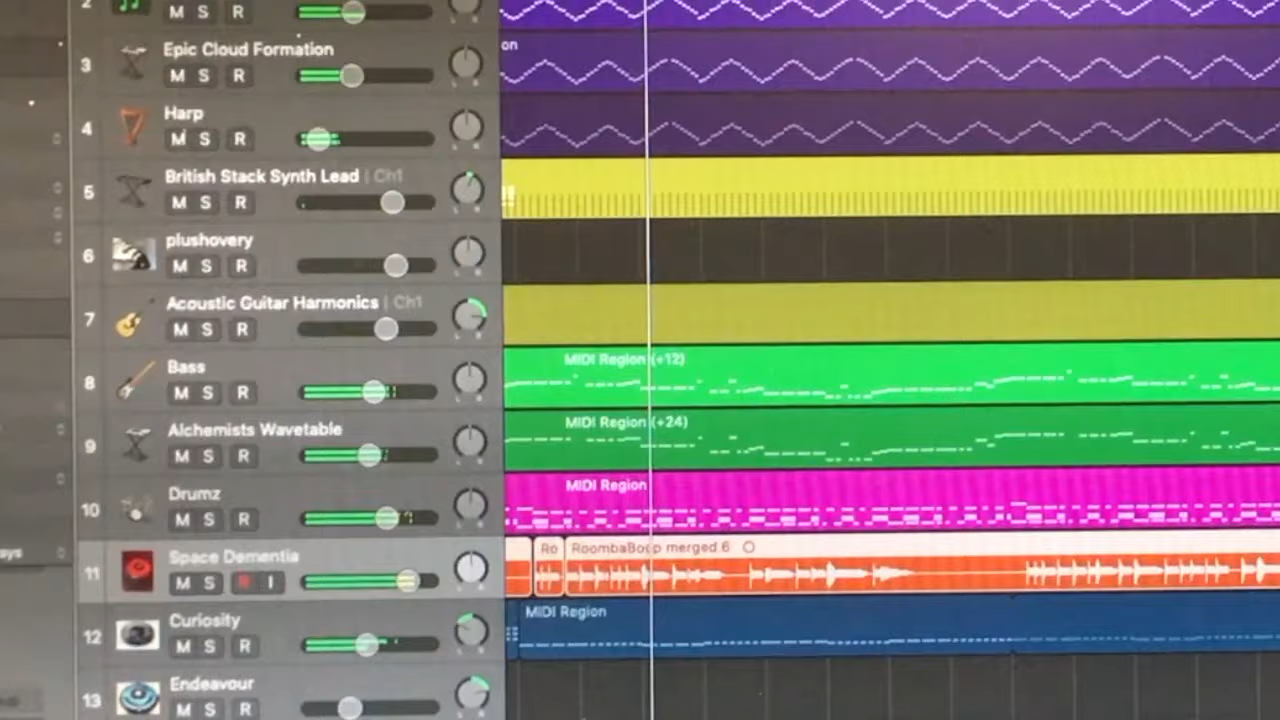 2
M S R
3 Epic Cloud Formation on
M S R
4 Harp
M S R
5 British Stack Synth Lead | Ch1
M S R
6 plushovery
M S R
7 Acoustic Guitar Harmonics | Ch1
M S R
8 Bass MIDI Region (+12)
M S R
9 Alchemists Wavetable MIDI Region (+24)
M S R
10 Drumz MIDI Region
M S R
ays
11 Space Dementia Ro RoombaBoop merged 6
M S R I
12 Curiosity MIDI Region
M S R
13 Endeavour
M S R